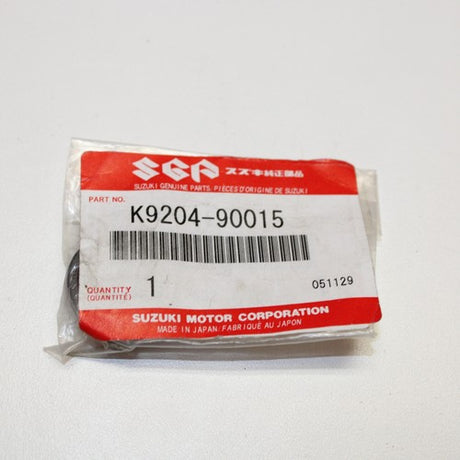 SGP スズキ純正部品
SUZUKI GENUINE PARTS/PIÈCES D'ORIGINE DE SUZUKI
PART NO.
K9204-90015
QUANTITY
(QUANTITÉ)
1
051129
SUZUKI MOTOR CORPORATION
MADE IN JAPAN/FABRIQUÉ AU JAPON